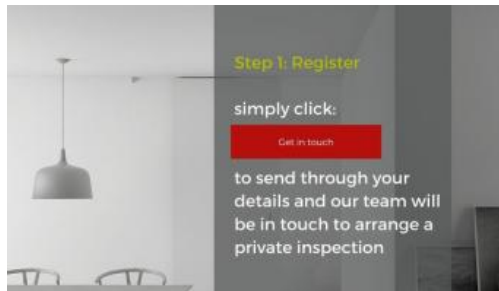 Step 1: Register
simply click:
Get in touch
to send through your
details and our team will
be in touch to arrange a
private inspection